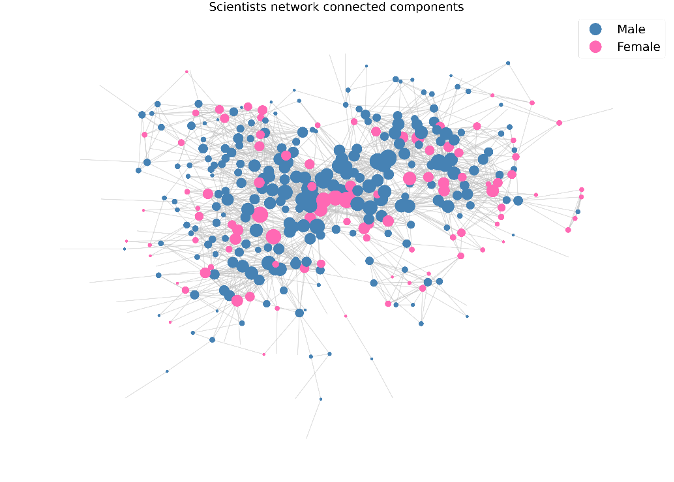 Scientists network connected components
Male
Female